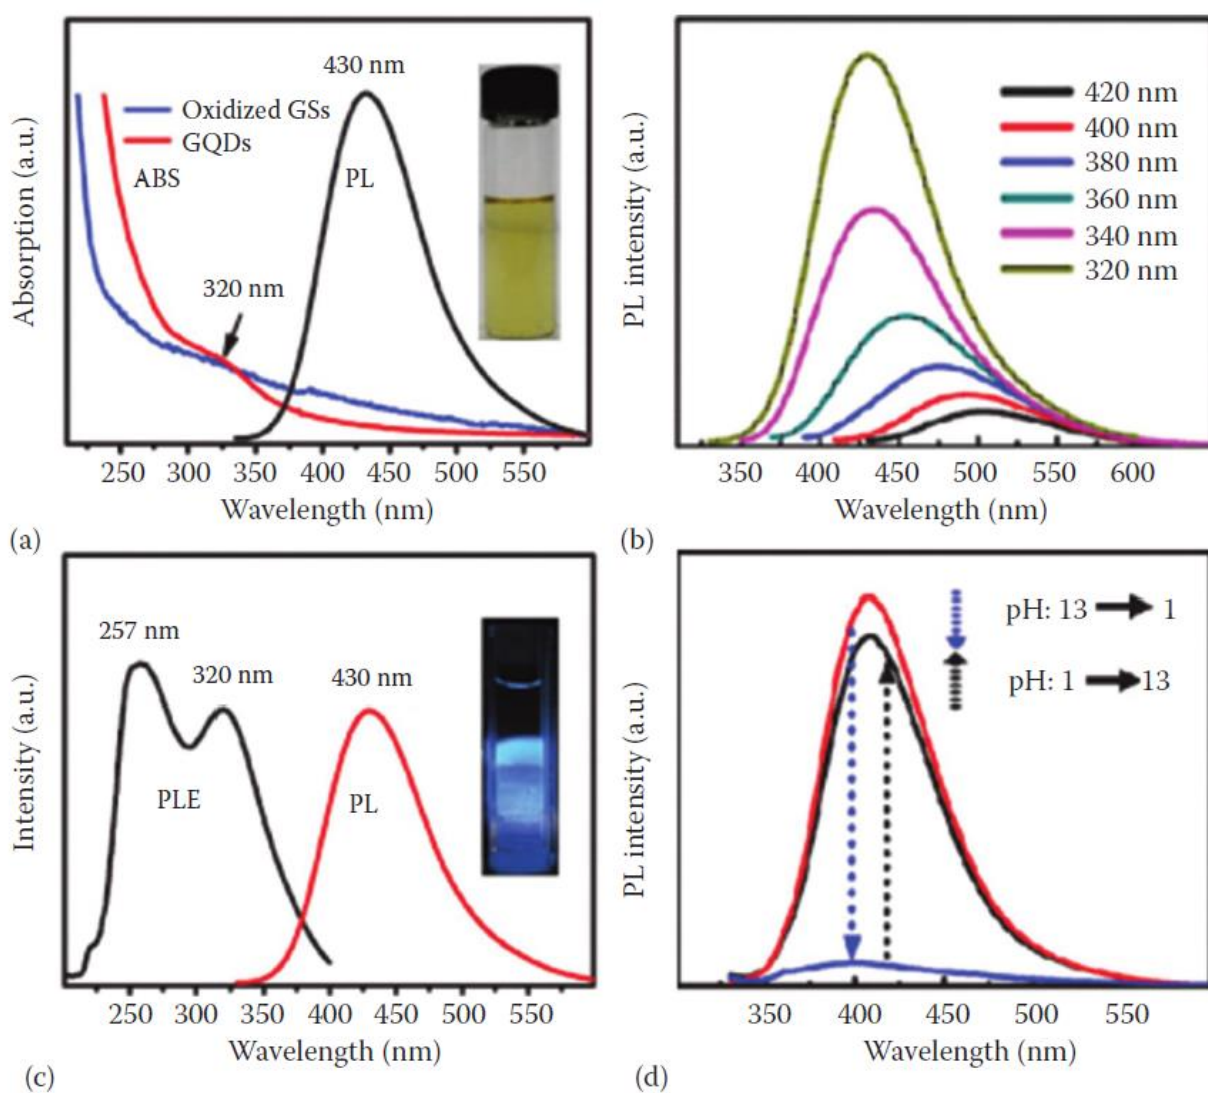 430 nm
Oxidized GSs
GQDs
ABS
PL
320 nm
Absorption (a.u.)
250 300 350 400 450 500 550
Wavelength (nm)
(a)
420 nm
400 nm
380 nm
360 nm
340 nm
320 nm
PL intensity (a.u.)
350 400 450 500 550 600
Wavelength (nm)
(b)
257 nm
320 nm
430 nm
PLE
PL
Intensity (a.u.)
250 300 350 400 450 500 550
Wavelength (nm)
(c)
pH: 13 → 1
pH: 1 → 13
PL intensity (a.u.)
350 400 450 500 550
Wavelength (nm)
(d)